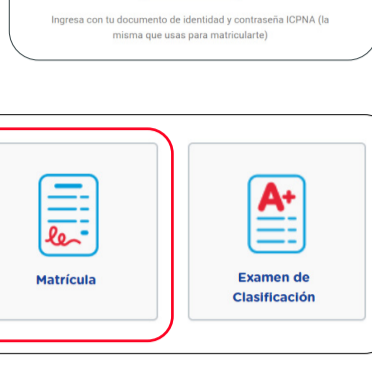 Ingresa con tu documento de identidad y contraseña ICPNA (la
misma que usas para matricularte)
A+
Matrícula
Examen de
Clasificación